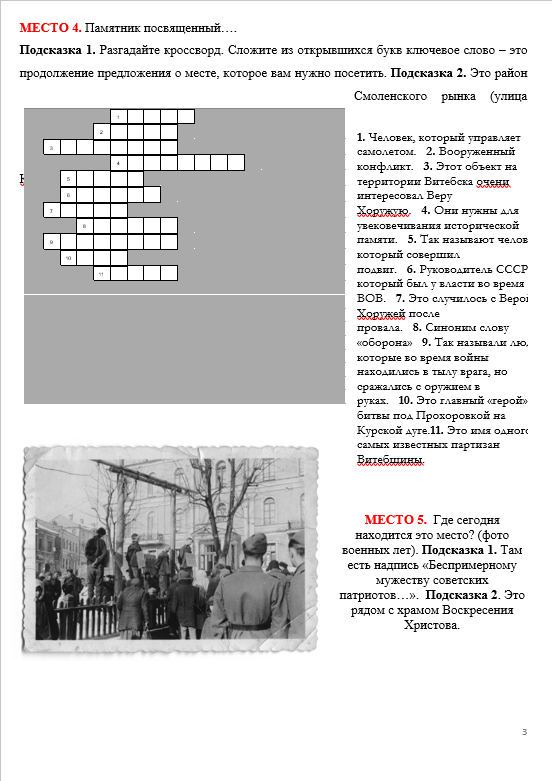 МЕСТО 4. Памятник посвященный….
Подсказка 1. Разгадайте кроссворд. Сложите из открывшихся букв ключевое слово – это
продолжение предложения о месте, которое вам нужно посетить. Подсказка 2. Это район
Смоленского рынка (улица
1
2
3
4
5
6
7
8
9
10
11
1. Человек, который управляет
самолетом. 2. Вооруженный
конфликт. 3. Этот объект на
территории Витебска очени
интересовал Веру
Хоружую. 4. Они нужны для
увековечивания исторической
памяти. 5. Так называют челов
который совершил
подвиг. 6. Руководитель СССР
который был у власти во время
ВОВ. 7. Это случилось с Верой
Хоружей после
провала. 8. Синоним слову
«оборона» 9. Так называли лю
которые во время войны
находились в тылу врага, но
сражались с оружием в
руках. 10. Это главный «герой»
битвы под Прохоровкой на
Курской дуге.11. Это имя одног
самых известных партизан
Витебщины.
МЕСТО 5. Где сегодня
находится это место? (фото
военных лет). Подсказка 1. Там
есть надпись «Беспримерному
мужеству советских
патриотов…». Подсказка 2. Это
рядом с храмом Воскресения
Христова.
3